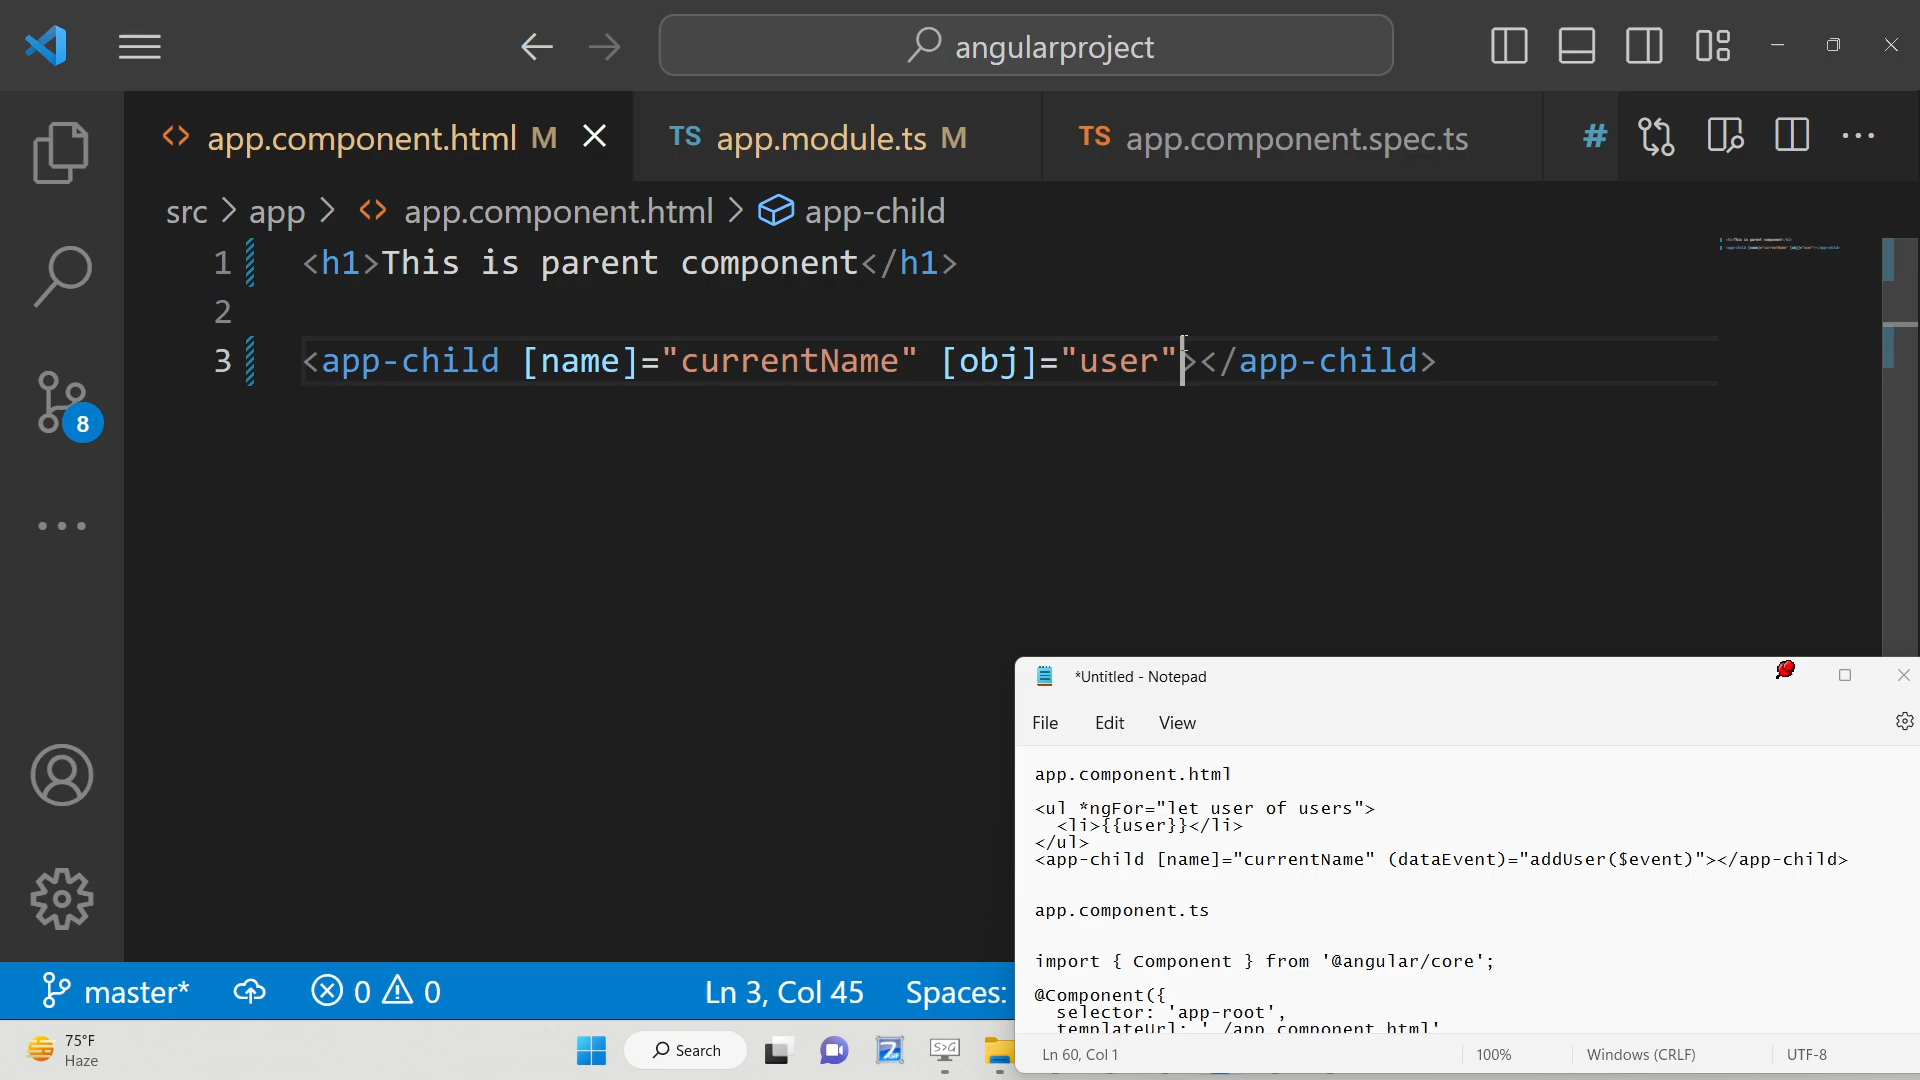 angularproject
<> app.component.html M
TS app.module.ts M
TS app.component.spec.ts
#
src > app > <> app.component.html > app-child
1 <h1>This is parent component</h1>
2
3 <app-child [name]="currentName" [obj]="user"></app-child>
8
*Untitled - Notepad
File Edit View
app.component.html
<ul *ngFor="let user of users">
<li>{{user}}</li>
</ul>
<app-child [name]="currentName" (dataEvent)="addUser($event)"></app-child>
app.component.ts
import { Component } from '@angular/core';
@Component({
selector: 'app-root',
templateUrl: './app.component.html'
Ln 60, Col 1 100% Windows (CRLF) UTF-8
master* 0 0 Ln 3, Col 45 Spaces:
75°F
Haze
Search